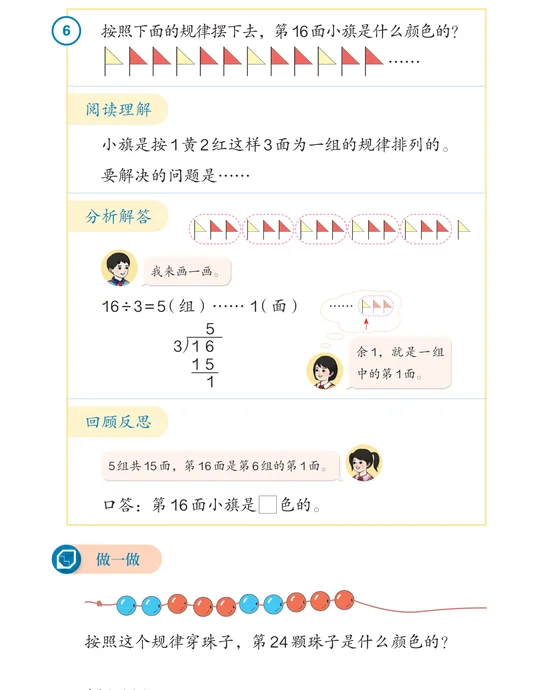 6 按照下面的规律摆下去，第16面小旗是什么颜色的？
……
阅读理解
小旗是按1黄2红这样3面为一组的规律排列的。
要解决的问题是……
分析解答
我来画一画。
16÷3=5（组）…… 1（面）
……
5
3 16
15
1
余1，就是一组
中的第1面。
回顾反思
5组共15面，第16面是第6组的第1面。
口答：第16面小旗是□色的。
做一做
按照这个规律穿珠子，第24颗珠子是什么颜色的？